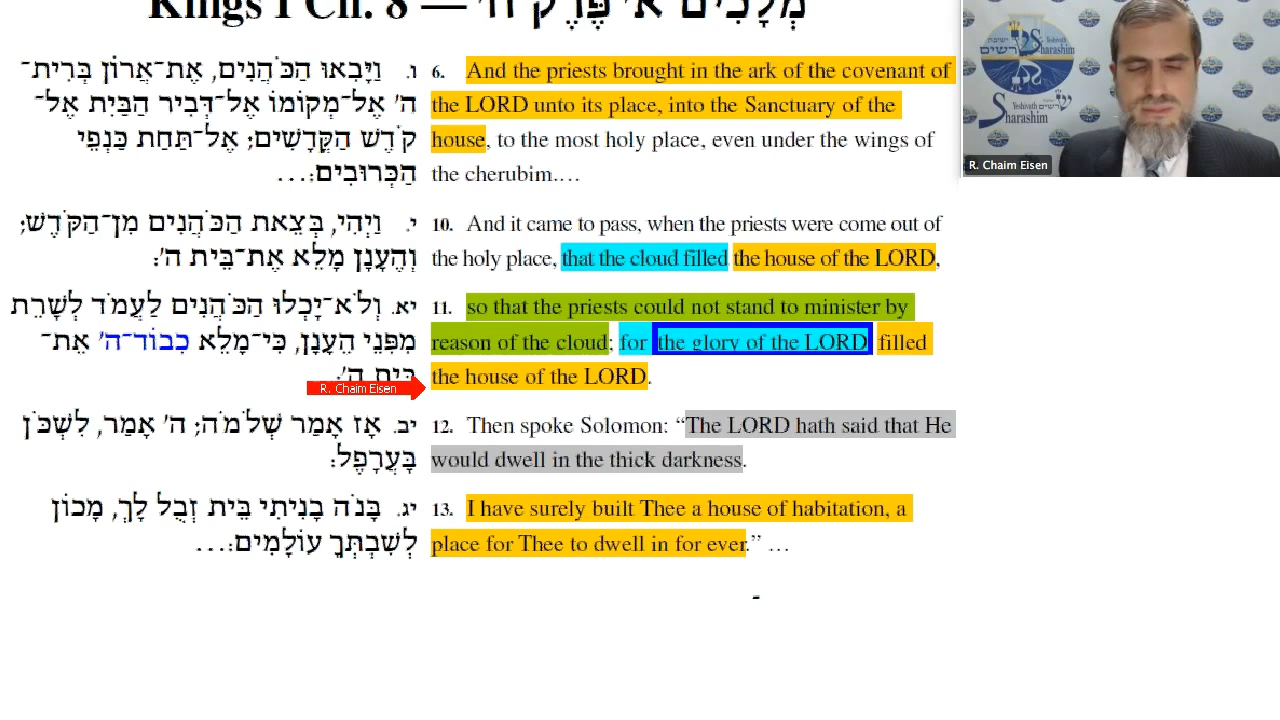 Kings I Ch. 8 — מְלָכִים א׳ פֶּרֶק ח׳
ו. וַיָּבִאוּ הַכֹּהֲנִים, אֶת־אֲרוֹן בְּרִית־
ה׳ אֶל־מְקוֹמוֹ אֶל־דְּבִיר הַבַּיִת אֶל־
קֹדֶשׁ הַקֳּדָשִׁים; אֶל־תַּחַת כַּנְפֵי
הַכְּרוּבִים:…
6. And the priests brought in the ark of the covenant of
the LORD unto its place, into the Sanctuary of the
house, to the most holy place, even under the wings of
the cherubim.…
י. וַיְהִי, בְּצֵאת הַכֹּהֲנִים מִן־הַקֹּדֶשׁ;
וְהֶעָנָן מָלֵא אֶת־בֵּית ה׳:
10. And it came to pass, when the priests were come out of
the holy place, that the cloud filled the house of the LORD,
יא. וְלֹא־יָכְלוּ הַכֹּהֲנִים לַעֲמֹד לְשָׁרֵת
מִפְּנֵי הֶעָנָן, כִּי־מָלֵא כְבוֹד־ה׳ אֶת־
בֵּית ה׳:
11. so that the priests could not stand to minister by
reason of the cloud; for the glory of the LORD filled
the house of the LORD.
R. Chaim Eisen
יב. אָז אָמַר שְׁלֹמֹה; ה׳ אָמַר, לִשְׁכֹּן
בָּעֲרָפֶל:
12. Then spoke Solomon: “The LORD hath said that He
would dwell in the thick darkness.
יג. בָּנֹה בָנִיתִי בֵּית זְבֻל לָךְ, מָכוֹן
לְשִׁבְתְּךָ עוֹלָמִים:…
13. I have surely built Thee a house of habitation, a
place for Thee to dwell in for ever.” …
Yeshivath
Sharashim
Yeshivath
Sharashim
R. Chaim Eisen